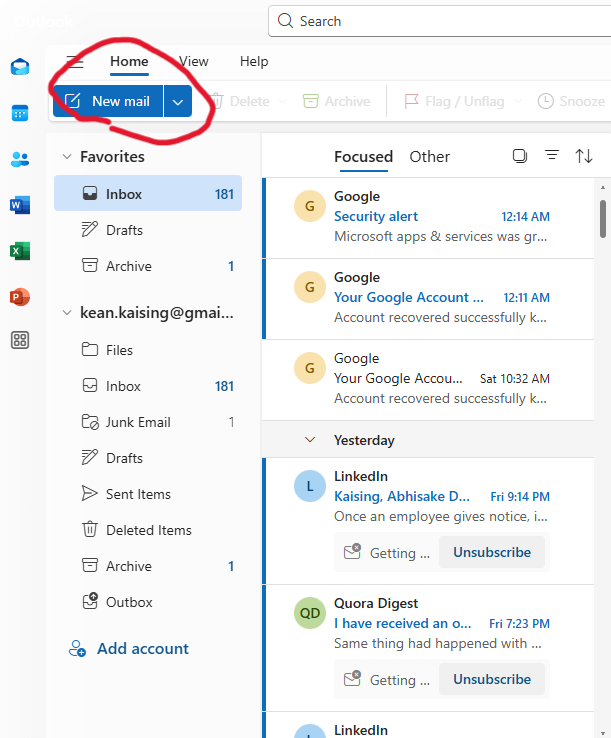 Outlook
Search
Home View Help
New mail Delete Archive Flag / Unflag Snooze
Favorites
Inbox 181
Drafts
Archive 1
kean.kaising@gmai...
Files
Inbox 181
Junk Email 1
Drafts
Sent Items
Deleted Items
Archive 1
Outbox
Add account
Focused Other
G
Google
Security alert 12:14 AM
Microsoft apps & services was gr...
G
Google
Your Google Account ... 12:11 AM
Account recovered successfully k...
G
Google
Your Google Accou... Sat 10:32 AM
Account recovered successfully k...
Yesterday
L
LinkedIn
Kaising, Abhisake D... Fri 9:14 PM
Once an employee gives notice, i...
Getting ... Unsubscribe
QD
Quora Digest
I have received an o... Fri 7:23 PM
Same thing had happened with ...
Getting ... Unsubscribe
L
LinkedIn